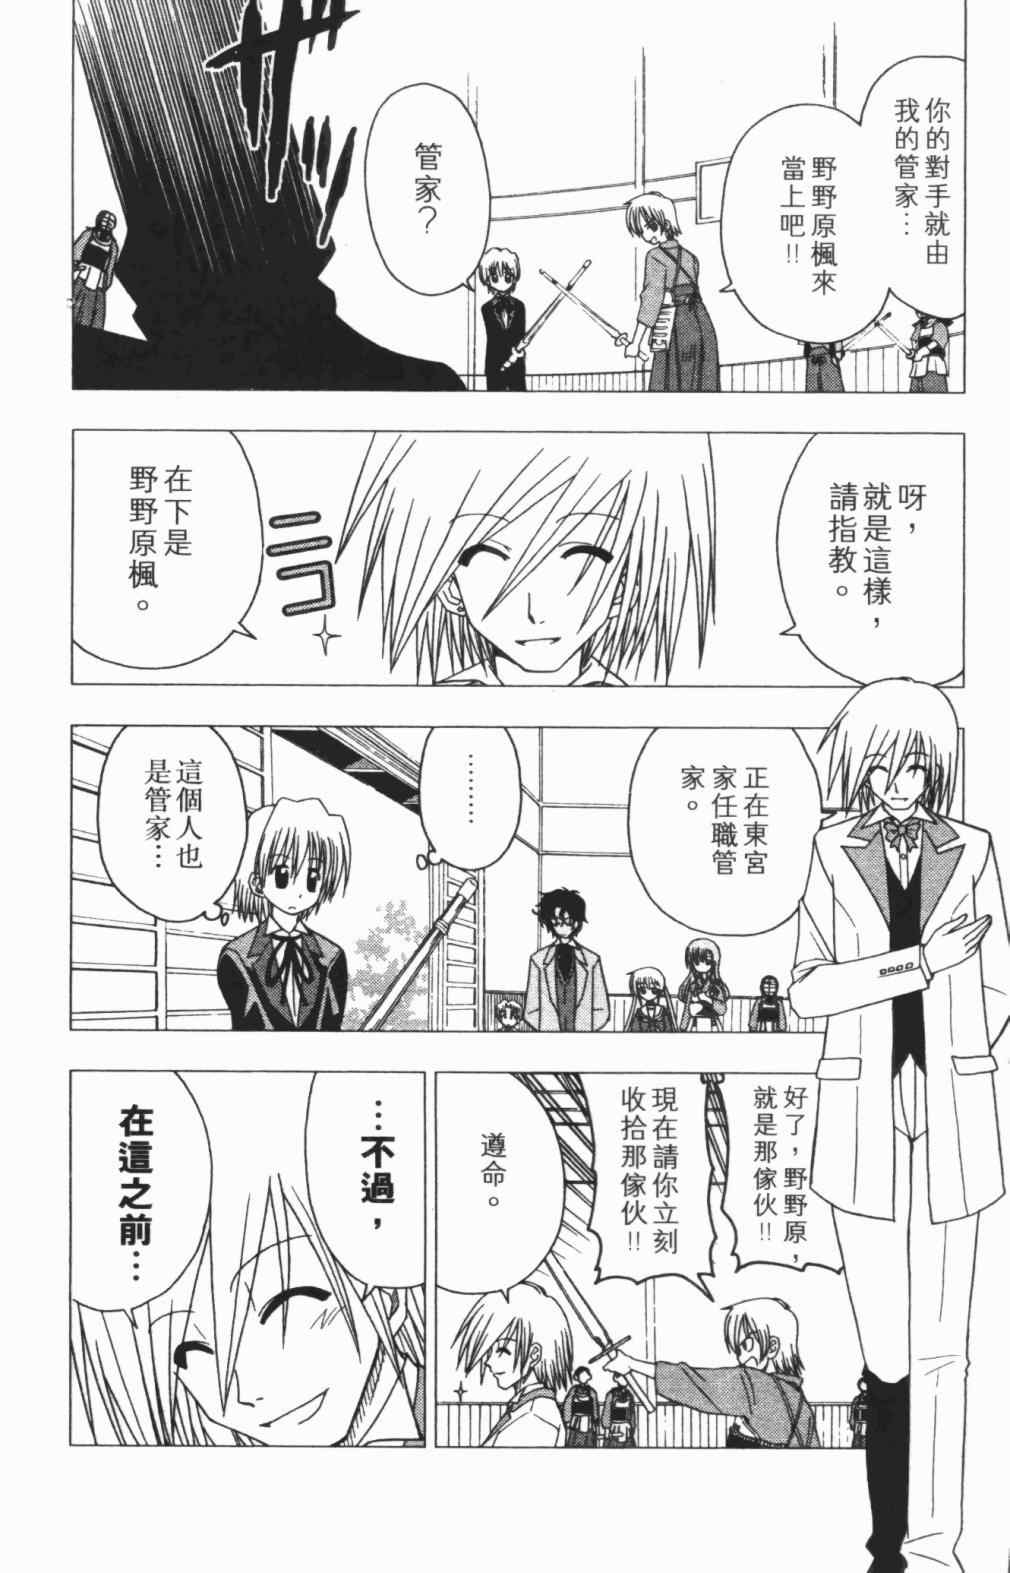 你的對手就由
我的管家…
野野原楓來
當上吧!!
管家?
呀,
就是這樣,
請指教。
ニコ
在下是
野野原楓。
正在東宮
家任職管
家。
………
這個人也
是管家…
好了,野野原,
就是那傢伙!!
現在請你立刻
收拾那傢伙!!
遵命。
…不過,
在這之前…